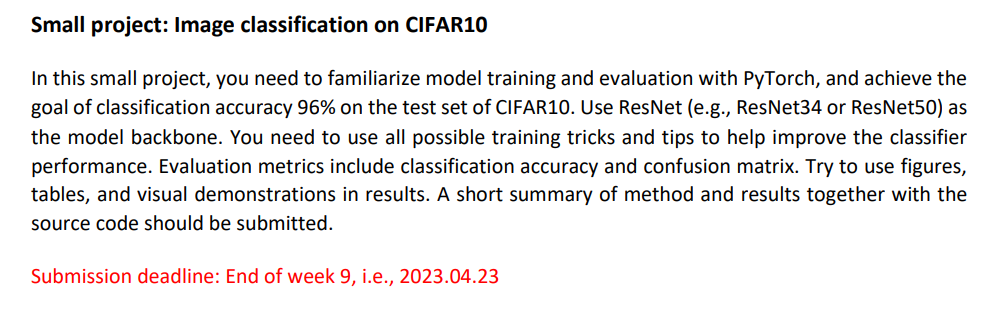 Small project: Image classification on CIFAR10
In this small project, you need to familiarize model training and evaluation with PyTorch, and achieve the
goal of classification accuracy 96% on the test set of CIFAR10. Use ResNet (e.g., ResNet34 or ResNet50) as
the model backbone. You need to use all possible training tricks and tips to help improve the classifier
performance. Evaluation metrics include classification accuracy and confusion matrix. Try to use figures,
tables, and visual demonstrations in results. A short summary of method and results together with the
source code should be submitted.
Submission deadline: End of week 9, i.e., 2023.04.23